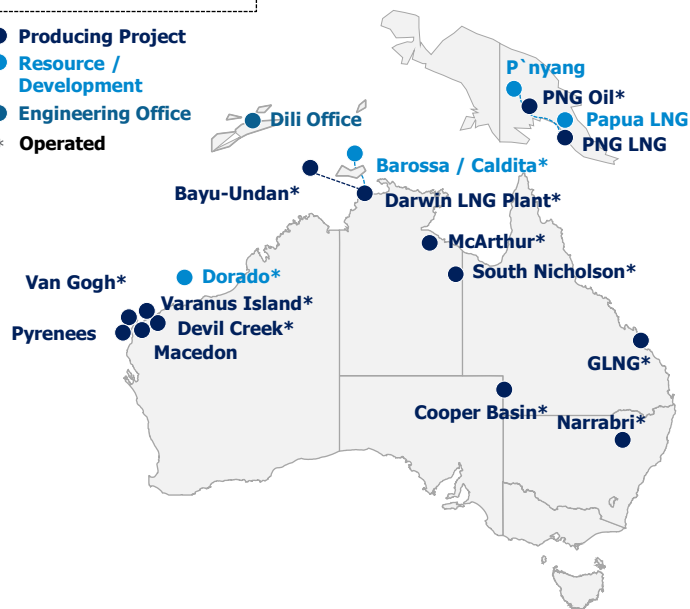 Producing Project
Resource /
Development
Engineering Office
* Operated
P`nyang
PNG Oil*
Papua LNG
PNG LNG
Dili Office
Barossa / Caldita*
Bayu-Undan*
Darwin LNG Plant*
McArthur*
South Nicholson*
Van Gogh*
Dorado*
Varanus Island*
Pyrenees
Devil Creek*
Macedon
GLNG*
Cooper Basin*
Narrabri*